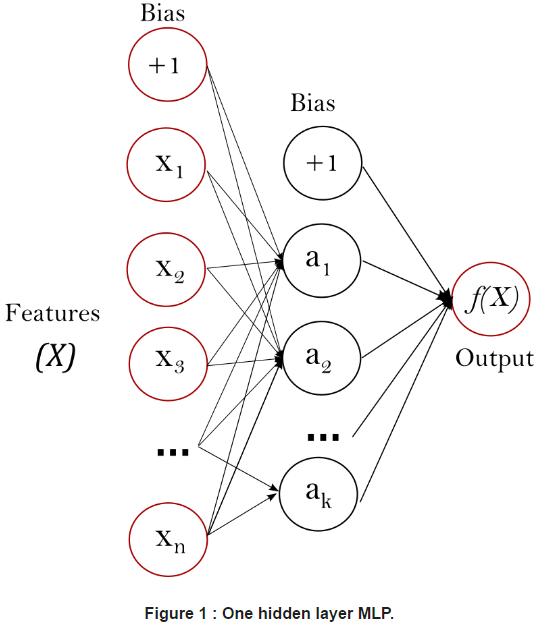 Bias
+1
Bias
x1
+1
x2
a1
f(X)
Features
(X)
x3
a2
Output
...
...
ak
xn
Figure 1 : One hidden layer MLP.